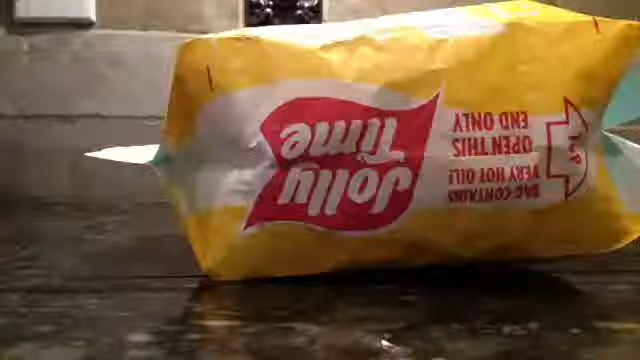 Jolly
Time
BAG CONTAINS
VERY HOT OIL!
OPEN THIS
END ONLY